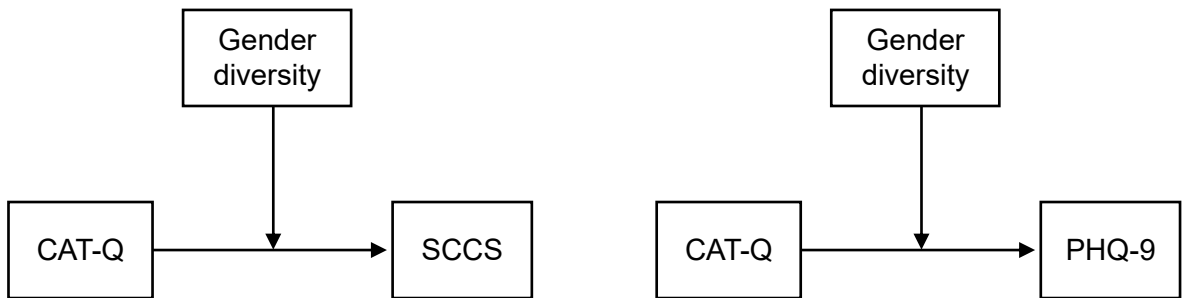 Gender
diversity
CAT-Q
SCCS
Gender
diversity
CAT-Q
PHQ-9